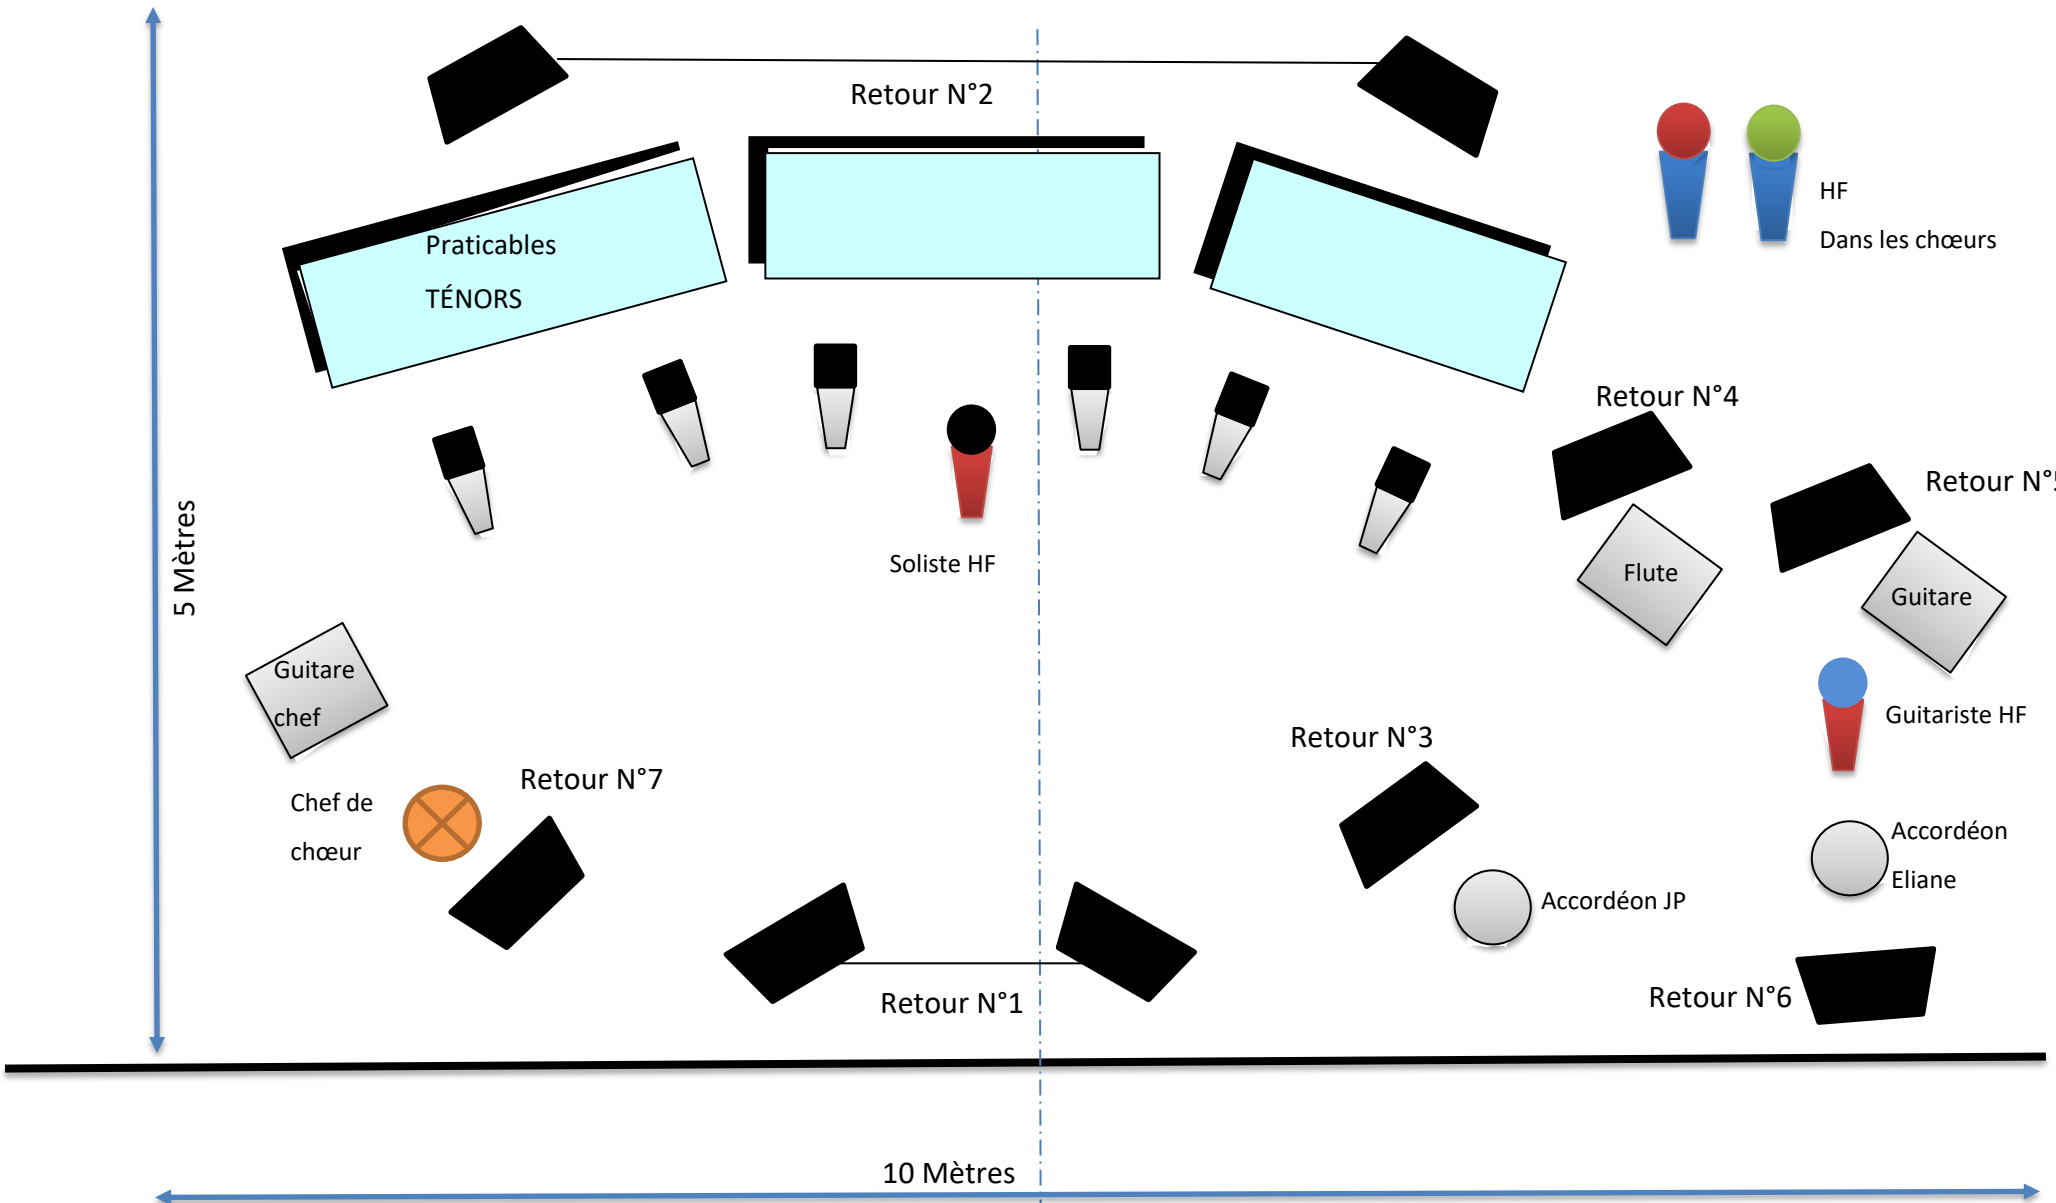 Retour N°2
HF
Dans les chœurs
Praticables
TÉNORS
Retour N°4
Retour N°5
5 Mètres
Soliste HF
Flute
Guitare
Guitare
chef
Guitariste HF
Retour N°3
Retour N°7
Chef de
chœur
Accordéon
Eliane
Accordéon JP
Retour N°1
Retour N°6
10 Mètres